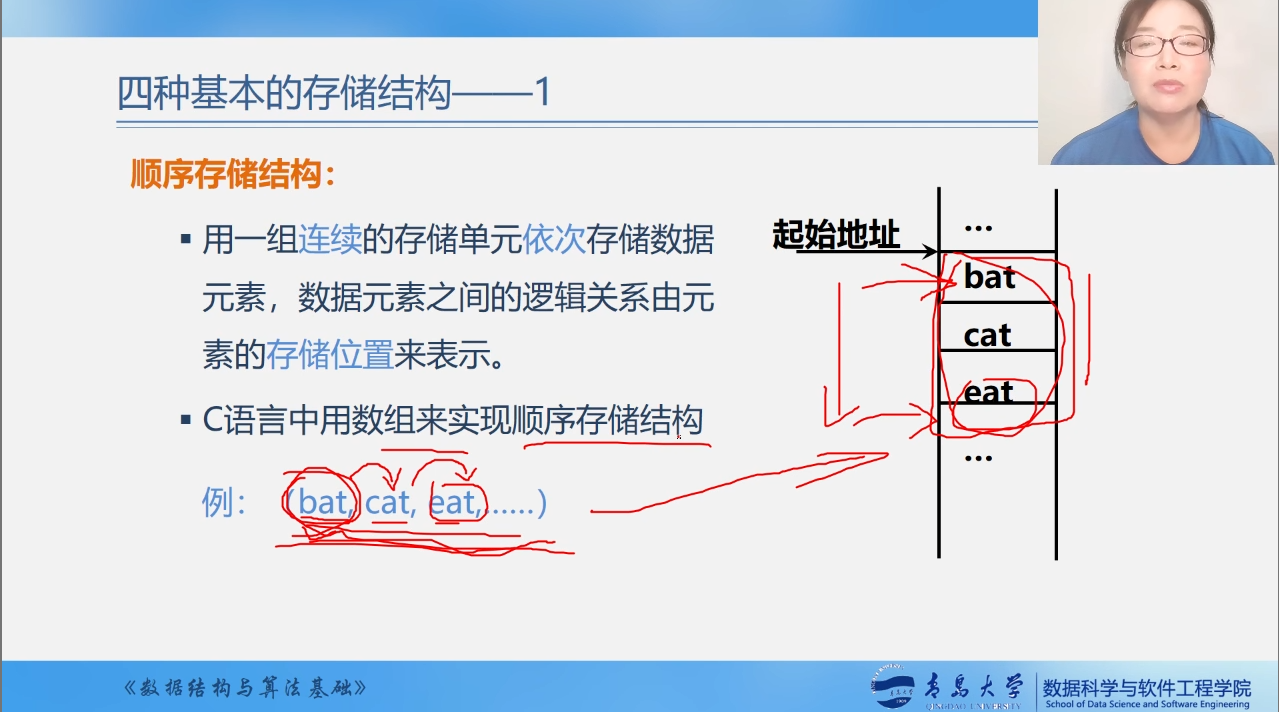 四种基本的存储结构——1
顺序存储结构：
▪ 用一组连续的存储单元依次存储数据
元素，数据元素之间的逻辑关系由元
素的存储位置来表示。
▪ C语言中用数组来实现顺序存储结构
例： （bat, cat, eat,……）
起始地址
…
bat
cat
eat
…
《数据结构与算法基础》
青岛大学
QINGDAO UNIVERSITY
数据科学与软件工程学院
School of Data Science and Software Engineering